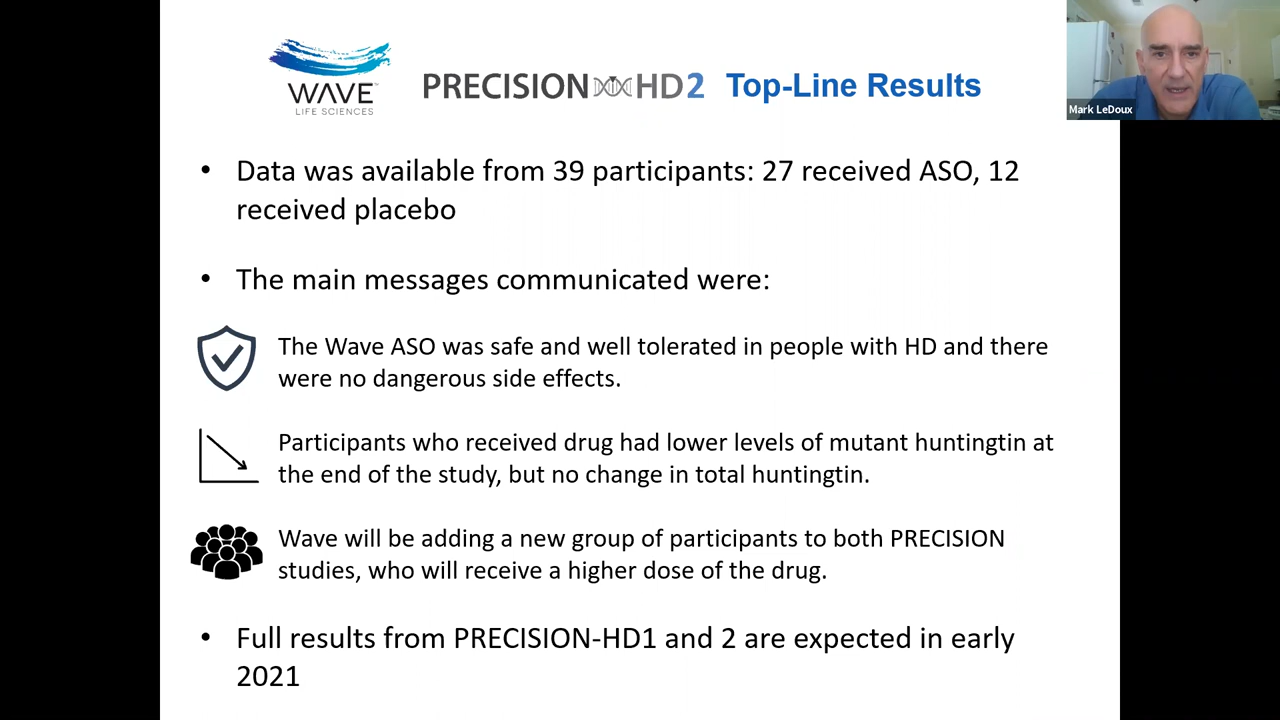 WAVE
LIFE SCIENCES
PRECISION HD2 Top-Line Results
Mark LeDoux
• Data was available from 39 participants: 27 received ASO, 12
received placebo
• The main messages communicated were:
The Wave ASO was safe and well tolerated in people with HD and there
were no dangerous side effects.
Participants who received drug had lower levels of mutant huntingtin at
the end of the study, but no change in total huntingtin.
Wave will be adding a new group of participants to both PRECISION
studies, who will receive a higher dose of the drug.
• Full results from PRECISION-HD1 and 2 are expected in early
2021